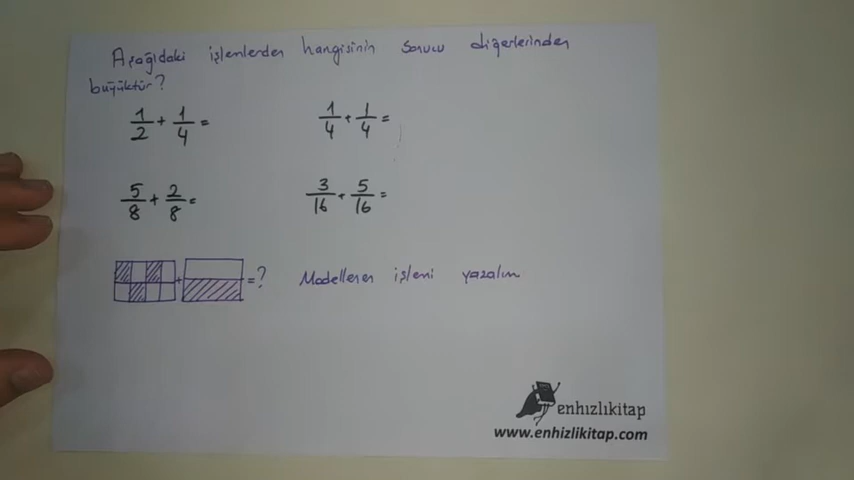 Aşağıdaki işlemlerden hangisinin sonucu diğerlerinden
büyüktür?
1/2 + 1/4 = 1/4 + 1/4 =
5/8 + 2/8 = 3/16 + 5/16 =
+ = ? Modellenen işlemi yazalım
enhızlıkitap
www.enhizlikitap.com